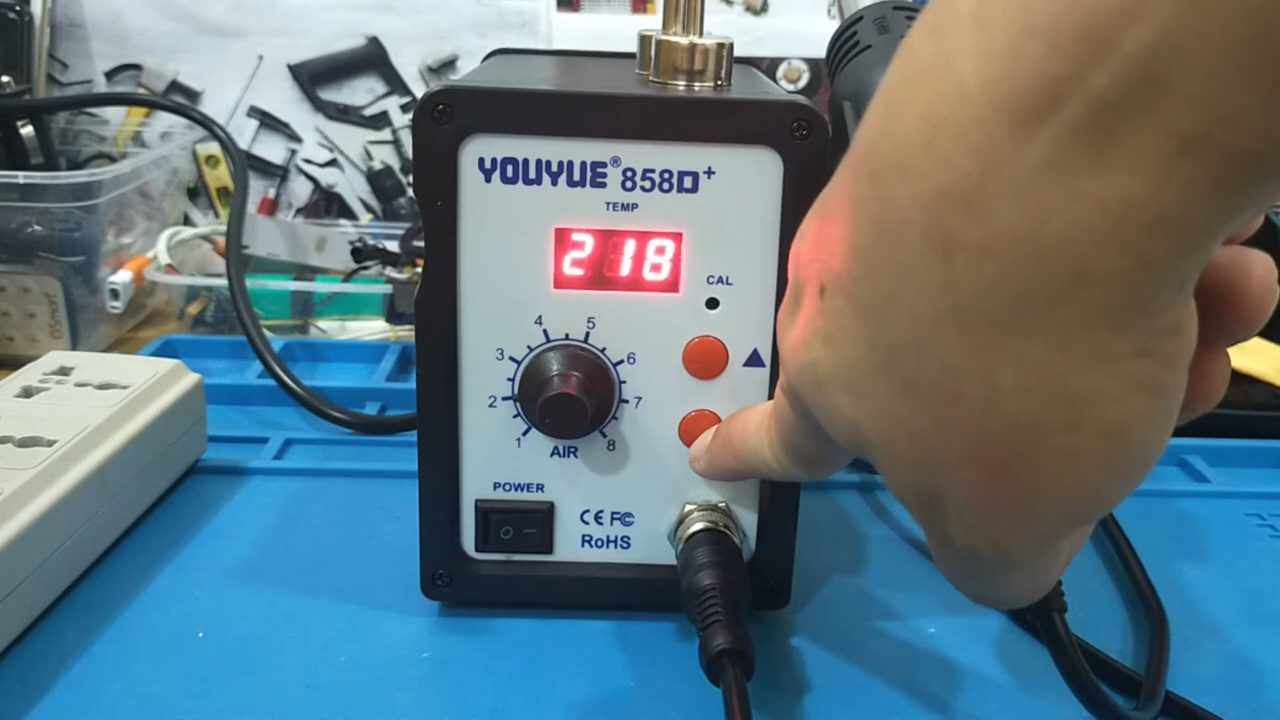 YOUYUE® 858D+
TEMP
218
CAL
4 5
3 6
2 7
1 8
AIR
POWER
CE FC
RoHS